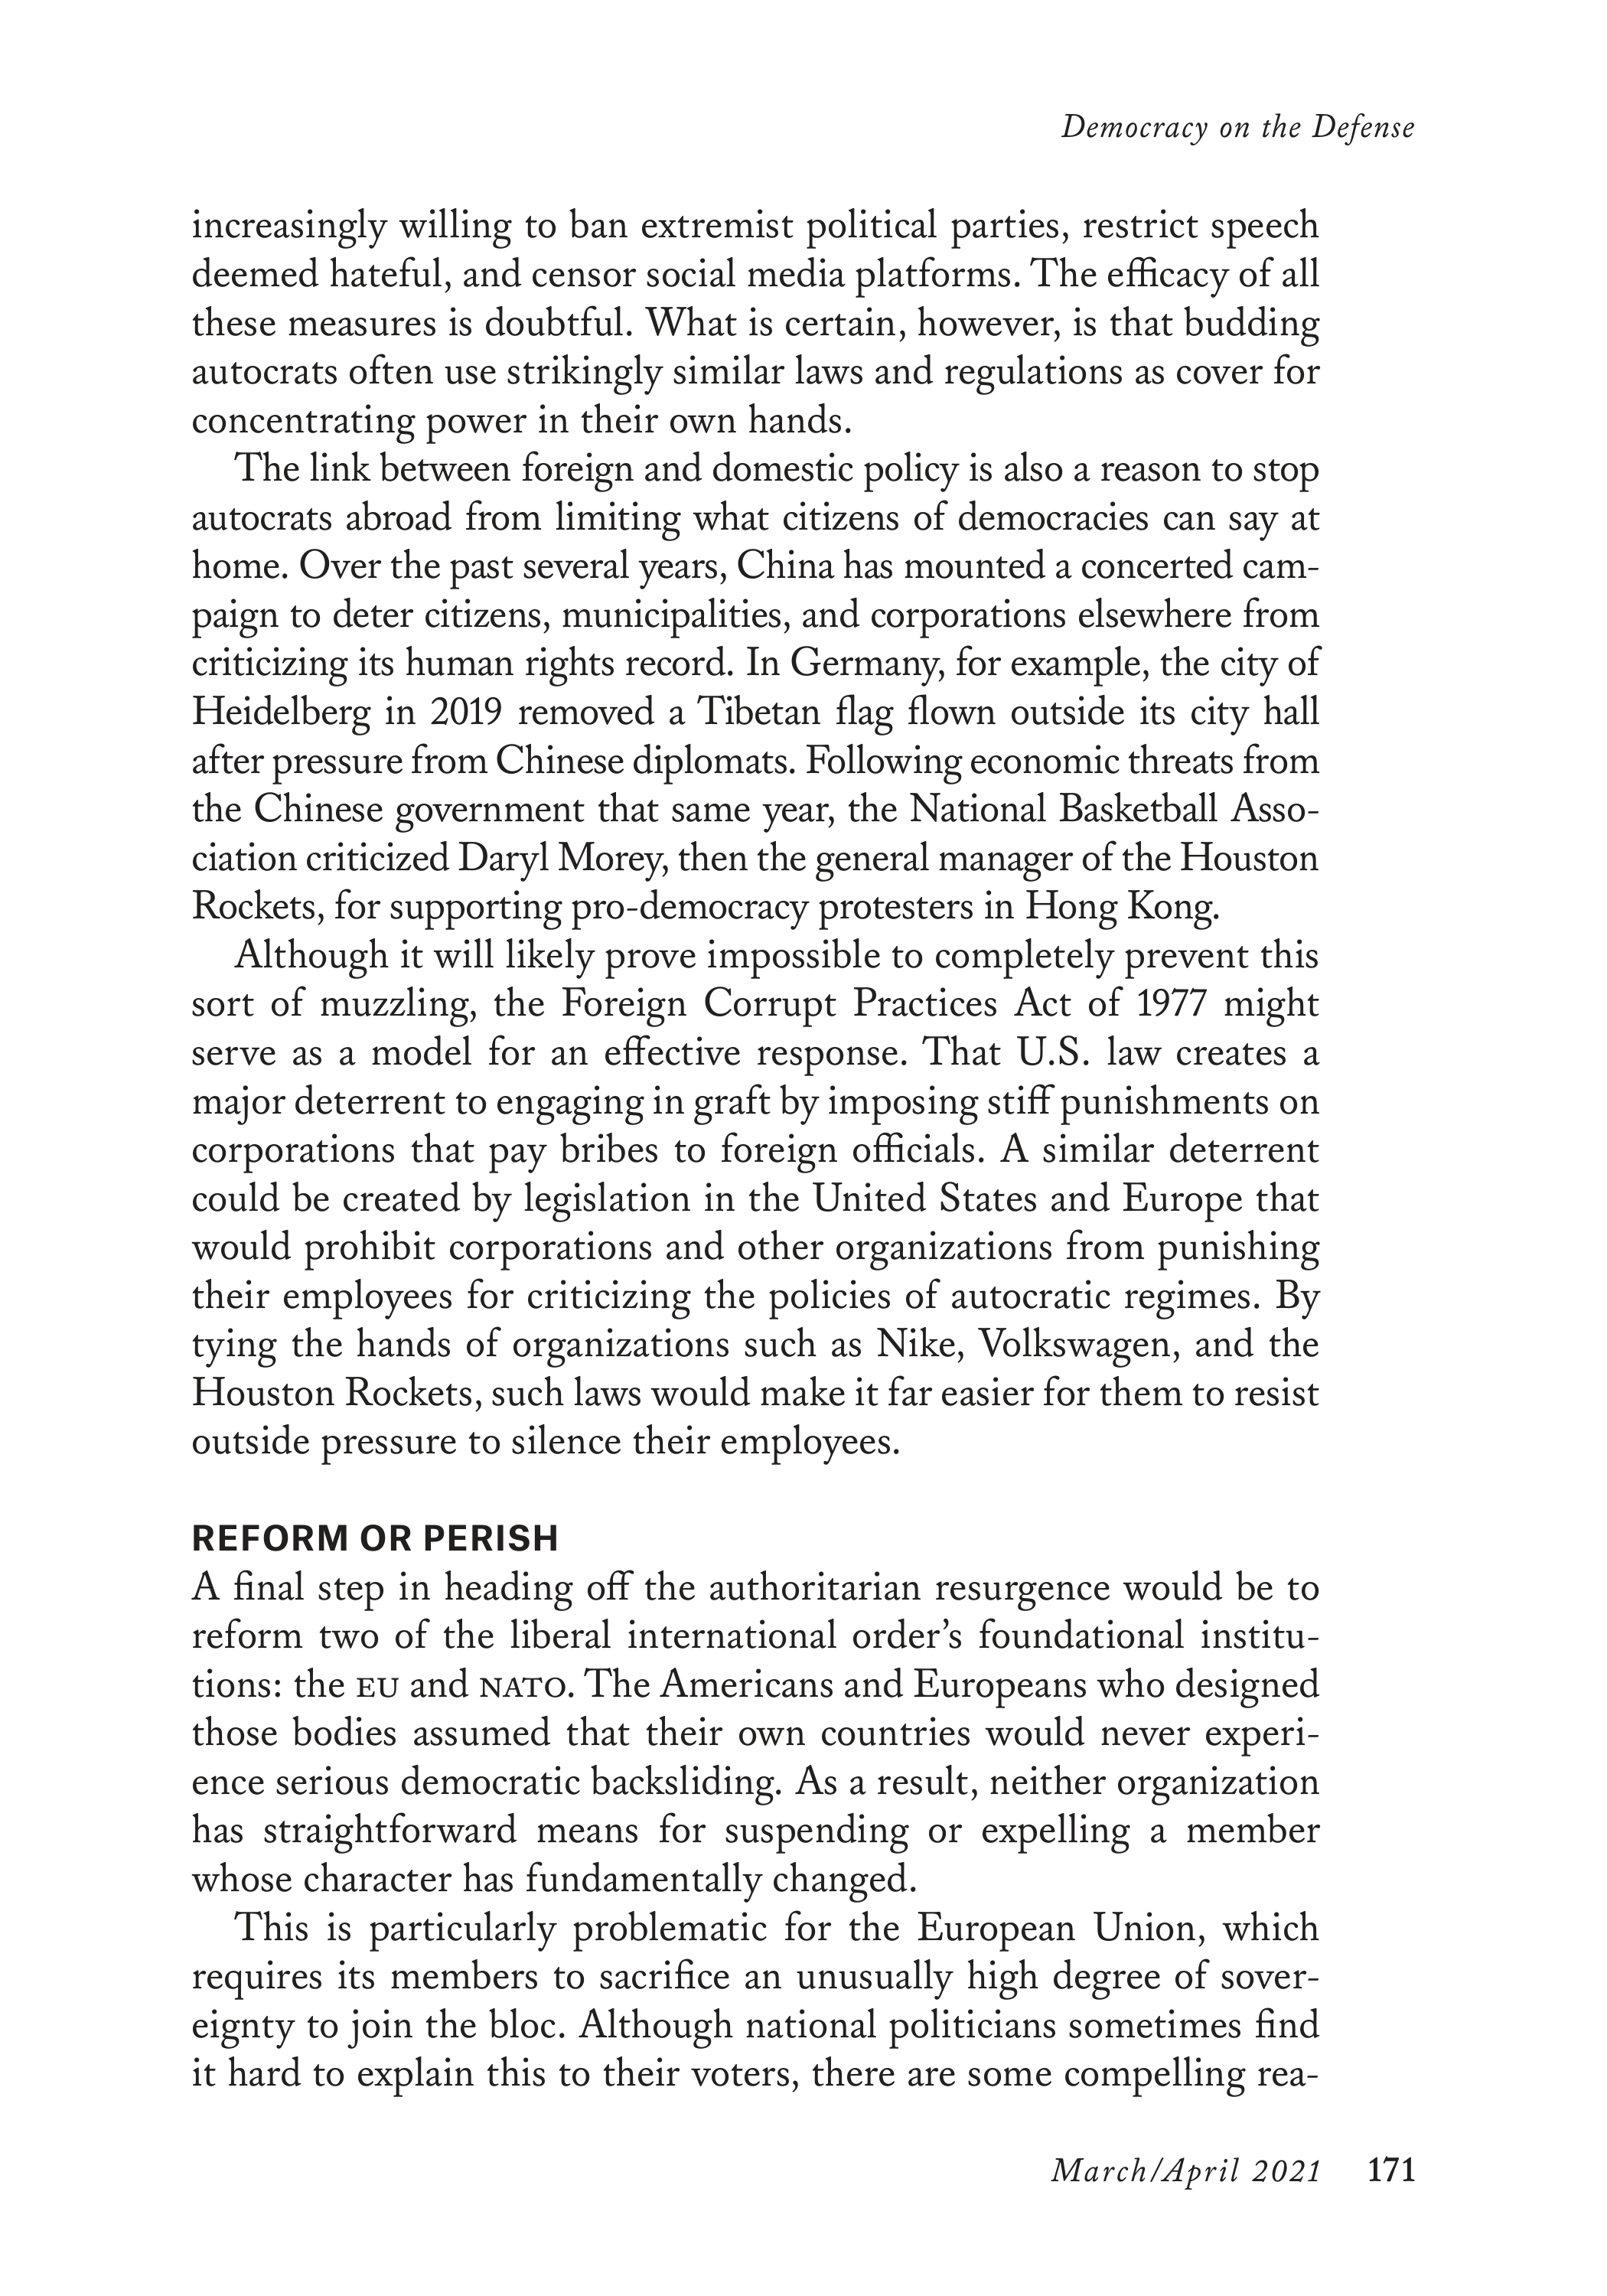 Democracy on the Defense
increasingly willing to ban extremist political parties, restrict speech
deemed hateful, and censor social media platforms. The efficacy of all
these measures is doubtful. What is certain, however, is that budding
autocrats often use strikingly similar laws and regulations as cover for
concentrating power in their own hands.
The link between foreign and domestic policy is also a reason to stop
autocrats abroad from limiting what citizens of democracies can say at
home. Over the past several years, China has mounted a concerted cam-
paign to deter citizens, municipalities, and corporations elsewhere from
criticizing its human rights record. In Germany, for example, the city of
Heidelberg in 2019 removed a Tibetan flag flown outside its city hall
after pressure from Chinese diplomats. Following economic threats from
the Chinese government that same year, the National Basketball Asso-
ciation criticized Daryl Morey, then the general manager of the Houston
Rockets, for supporting pro-democracy protesters in Hong Kong.
Although it will likely prove impossible to completely prevent this
sort of muzzling, the Foreign Corrupt Practices Act of 1977 might
serve as a model for an effective response. That U.S. law creates a
major deterrent to engaging in graft by imposing stiff punishments on
corporations that pay bribes to foreign officials. A similar deterrent
could be created by legislation in the United States and Europe that
would prohibit corporations and other organizations from punishing
their employees for criticizing the policies of autocratic regimes. By
tying the hands of organizations such as Nike, Volkswagen, and the
Houston Rockets, such laws would make it far easier for them to resist
outside pressure to silence their employees.
REFORM OR PERISH
A final step in heading off the authoritarian resurgence would be to
reform two of the liberal international order’s foundational institu-
tions: the EU and NATO. The Americans and Europeans who designed
those bodies assumed that their own countries would never experi-
ence serious democratic backsliding. As a result, neither organization
has straightforward means for suspending or expelling a member
whose character has fundamentally changed.
This is particularly problematic for the European Union, which
requires its members to sacrifice an unusually high degree of sover-
eignty to join the bloc. Although national politicians sometimes find
it hard to explain this to their voters, there are some compelling rea-
March/April 2021 171